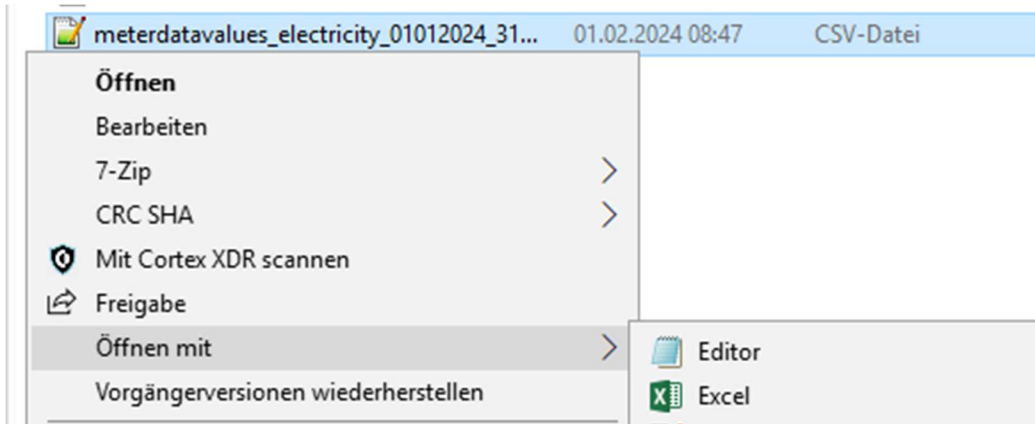 meterdatavalues_electricity_01012024_31... 01.02.2024 08:47 CSV-Datei
Öffnen
Bearbeiten
7-Zip
CRC SHA
Mit Cortex XDR scannen
Freigabe
Öffnen mit
Editor
Vorgängerversionen wiederherstellen
Excel